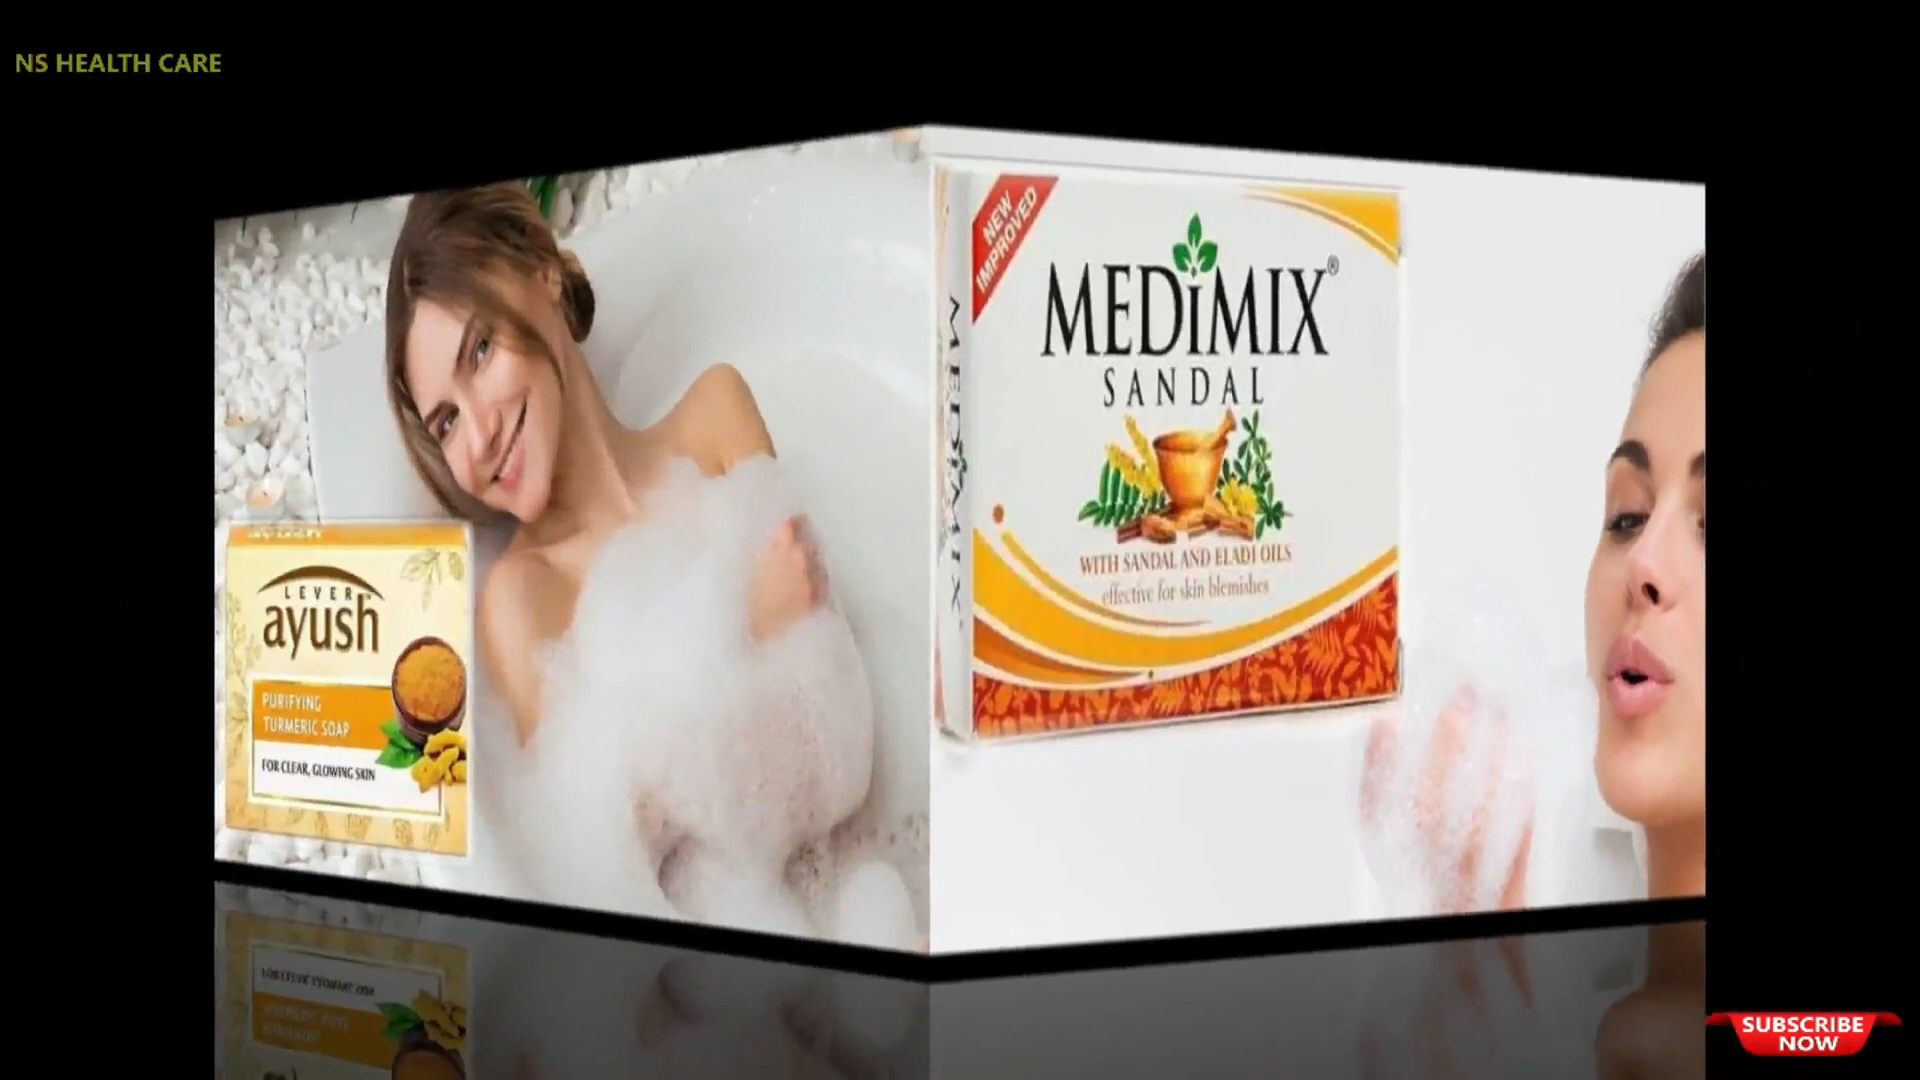 NS HEALTH CARE
NEW
IMPROVED
MEDiMIX®
SANDAL
WITH SANDAL AND ELADI OILS
effective for skin blemishes
MEDiMIX
ayush
LEVER
ayush
PURIFYING
TURMERIC SOAP
FOR CLEAR, GLOWING SKIN
SUBSCRIBE
NOW